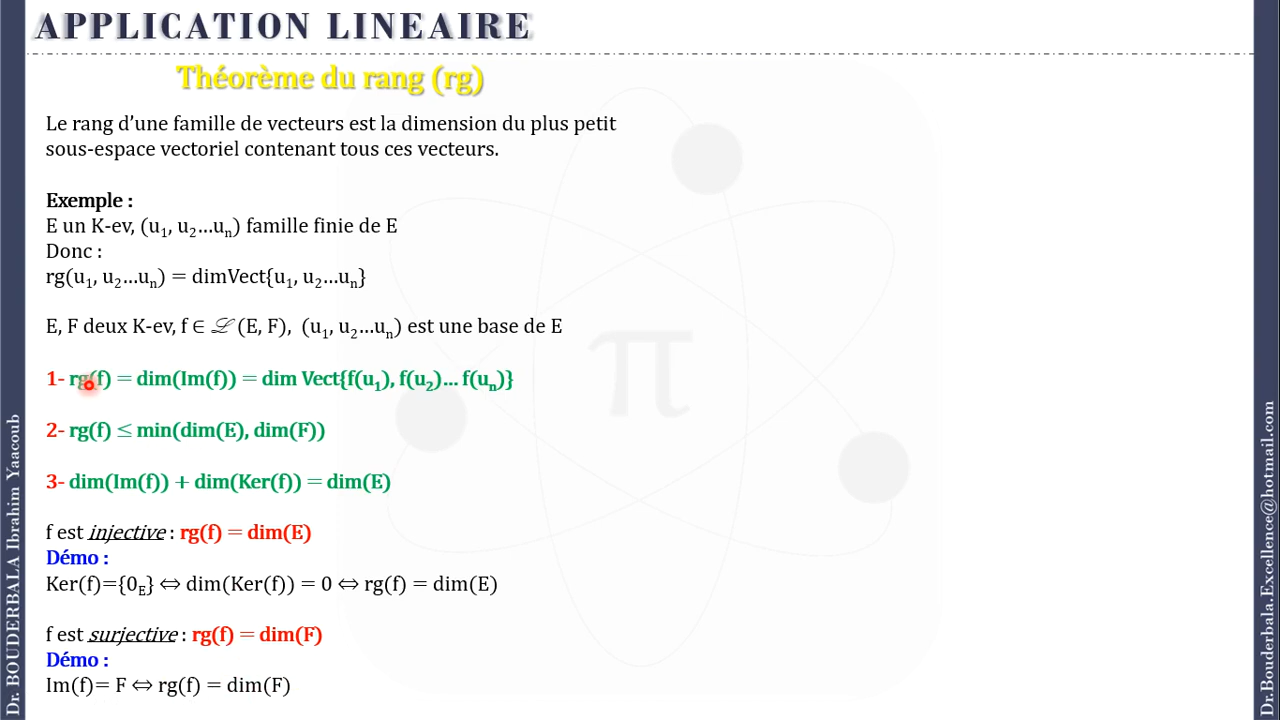 APPLICATION LINEAIRE
Théorème du rang (rg)
Le rang d’une famille de vecteurs est la dimension du plus petit
sous-espace vectoriel contenant tous ces vecteurs.
Exemple :
E un K-ev, (u₁, u₂...uₙ) famille finie de E
Donc :
rg(u₁, u₂...uₙ) = dimVect{u₁, u₂...uₙ}
E, F deux K-ev, f ∈ ℒ (E, F), (u₁, u₂...uₙ) est une base de E
1- rg(f) = dim(Im(f)) = dim Vect{f(u₁), f(u₂)... f(uₙ)}
2- rg(f) ≤ min(dim(E), dim(F))
3- dim(Im(f)) + dim(Ker(f)) = dim(E)
f est injective : rg(f) = dim(E)
Démo :
Ker(f)={0_E} ⇔ dim(Ker(f)) = 0 ⇔ rg(f) = dim(E)
f est surjective : rg(f) = dim(F)
Démo :
Im(f)= F ⇔ rg(f) = dim(F)
π
Dr. BOUDERBALA Ibrahim Yaacoub
Dr.Bouderbala.Excellence@hotmail.com